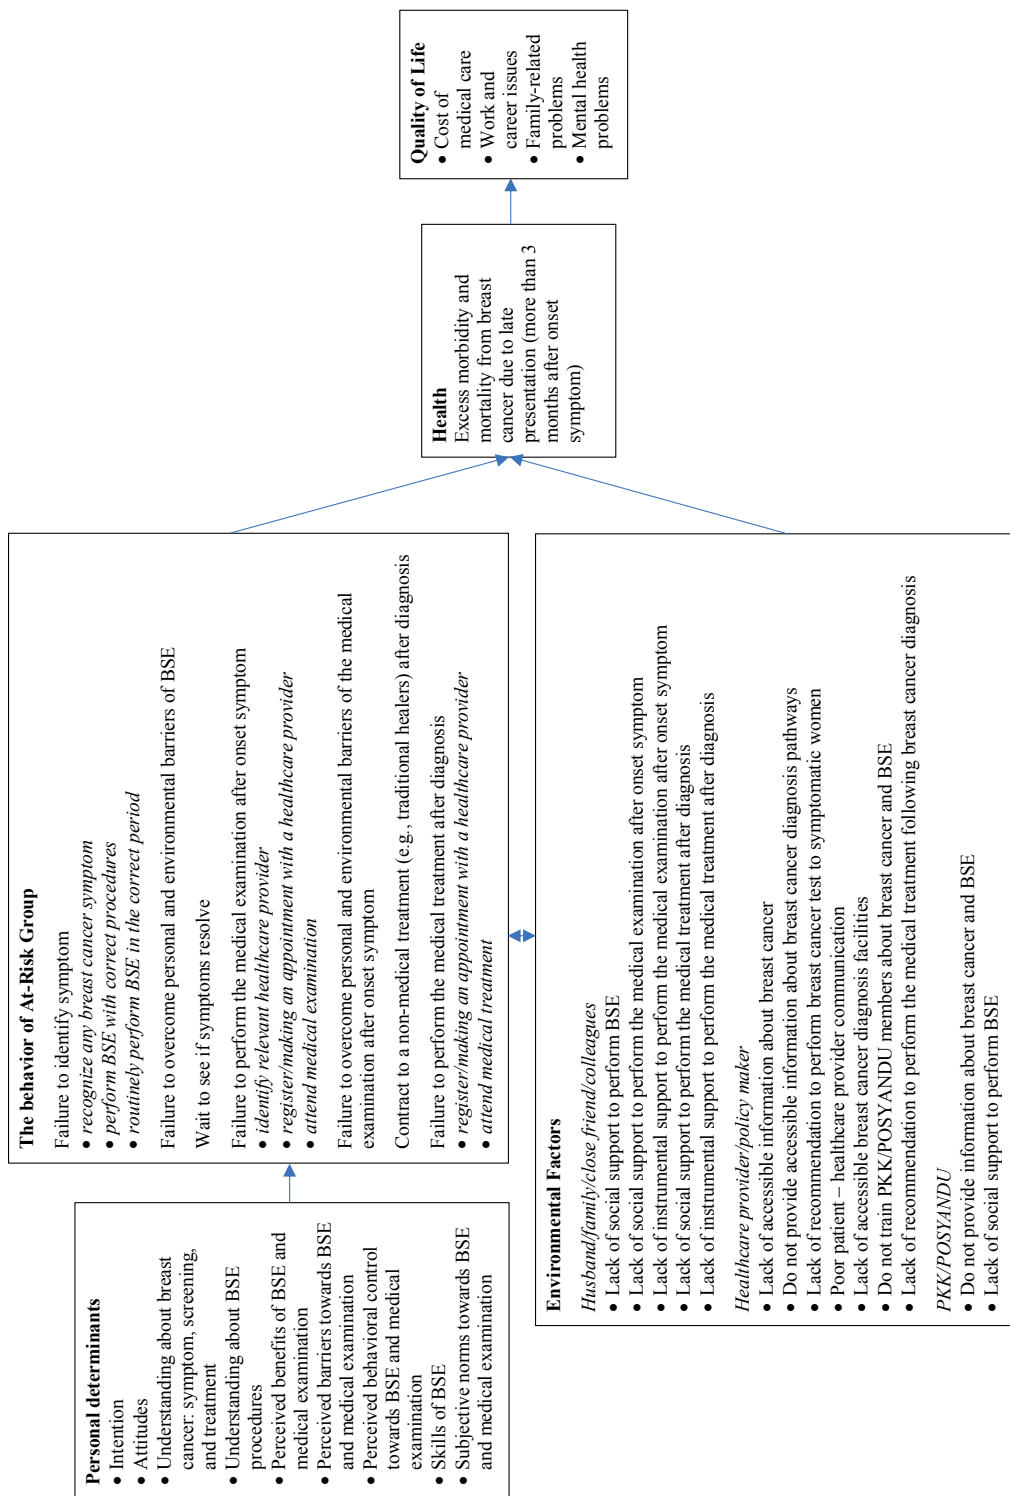 Personal determinants
• Intention
• Attitudes
• Understanding about breast
cancer: symptom, screening,
and treatment
• Understanding about BSE
procedures
• Perceived benefits of BSE and
medical examination
• Perceived barriers towards BSE
and medical examination
• Perceived behavioral control
towards BSE and medical
examination
• Skills of BSE
• Subjective norms towards BSE
and medical examination
The behavior of At-Risk Group
Failure to identify symptom
• recognize any breast cancer symptom
• perform BSE with correct procedures
• routinely perform BSE in the correct period
Failure to overcome personal and environmental barriers of BSE
Wait to see if symptoms resolve
Failure to perform the medical examination after onset symptom
• identify relevant healthcare provider
• register/making an appointment with a healthcare provider
• attend medical examination
Failure to overcome personal and environmental barriers of the medical
examination after onset symptom
Contract to a non-medical treatment (e.g., traditional healers) after diagnosis
Failure to perform the medical treatment after diagnosis
• register/making an appointment with a healthcare provider
• attend medical treatment
Environmental Factors
Husband/family/close friend/colleagues
• Lack of social support to perform BSE
• Lack of social support to perform the medical examination after onset symptom
• Lack of instrumental support to perform the medical examination after onset symptom
• Lack of social support to perform the medical treatment after diagnosis
• Lack of instrumental support to perform the medical treatment after diagnosis
Healthcare provider/policy maker
• Lack of accessible information about breast cancer
• Do not provide accessible information about breast cancer diagnosis pathways
• Lack of recommendation to perform breast cancer test to symptomatic women
• Poor patient – healthcare provider communication
• Lack of accessible breast cancer diagnosis facilities
• Do not train PKK/POSYANDU members about breast cancer and BSE
• Lack of recommendation to perform the medical treatment following breast cancer diagnosis
PKK/POSYANDU
• Do not provide information about breast cancer and BSE
• Lack of social support to perform BSE
Health
Excess morbidity and
mortality from breast
cancer due to late
presentation (more than 3
months after onset
symptom)
Quality of Life
• Cost of
medical care
• Work and
career issues
• Family-related
problems
• Mental health
problems